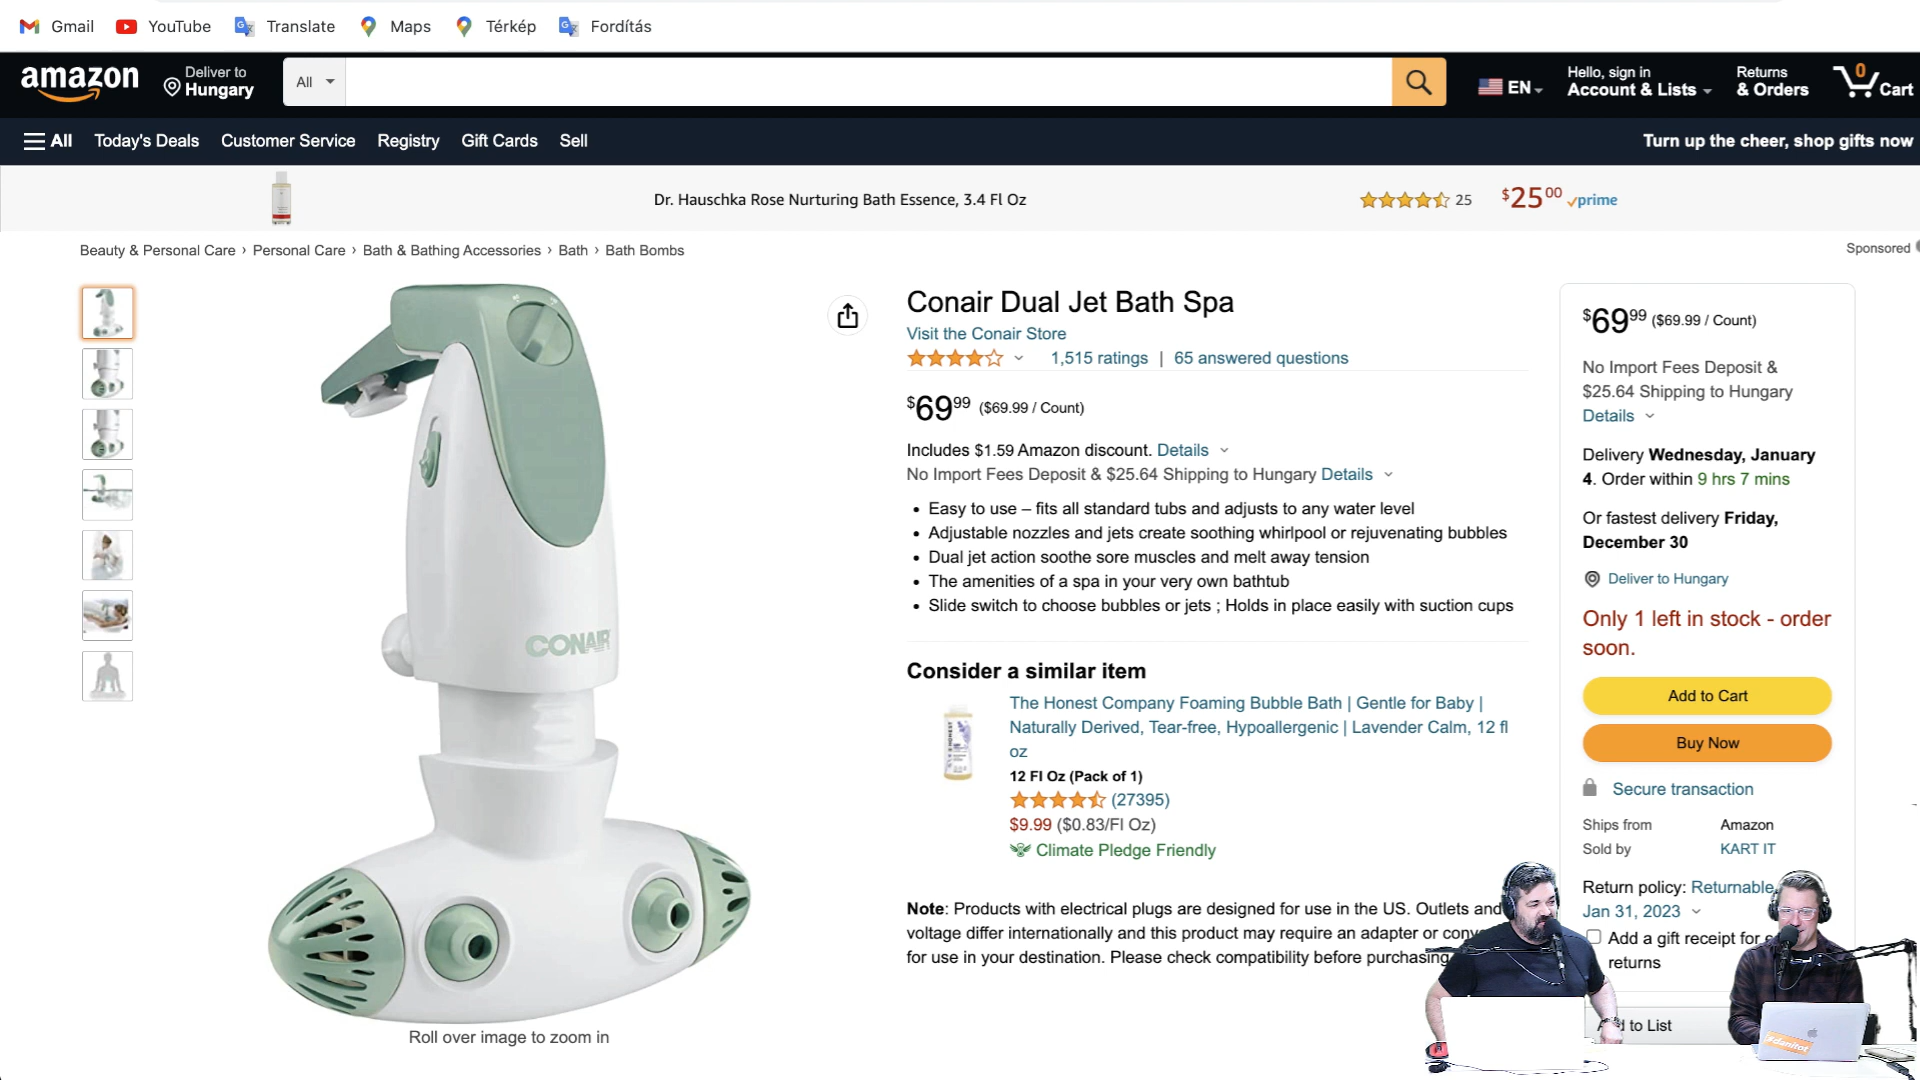 Gmail YouTube Translate Maps Térkép Fordítás
amazon
Deliver to
Hungary
All
EN
Hello, sign in
Account & Lists
Returns
& Orders
0
Cart
All Today's Deals Customer Service Registry Gift Cards Sell
Turn up the cheer, shop gifts now
Dr. Hauschka Rose Nurturing Bath Essence, 3.4 Fl Oz
25
$2500 prime
Beauty & Personal Care › Personal Care › Bath & Bathing Accessories › Bath › Bath Bombs
Sponsored
CONAIR
Roll over image to zoom in
Conair Dual Jet Bath Spa
Visit the Conair Store
1,515 ratings | 65 answered questions
$6999 ($69.99 / Count)
Includes $1.59 Amazon discount. Details
No Import Fees Deposit & $25.64 Shipping to Hungary Details
• Easy to use – fits all standard tubs and adjusts to any water level
• Adjustable nozzles and jets create soothing whirlpool or rejuvenating bubbles
• Dual jet action soothe sore muscles and melt away tension
• The amenities of a spa in your very own bathtub
• Slide switch to choose bubbles or jets ; Holds in place easily with suction cups
Consider a similar item
HONEST
The Honest Company Foaming Bubble Bath | Gentle for Baby |
Naturally Derived, Tear-free, Hypoallergenic | Lavender Calm, 12 fl
oz
12 Fl Oz (Pack of 1)
(27395)
$9.99 ($0.83/Fl Oz)
Climate Pledge Friendly
Note: Products with electrical plugs are designed for use in the US. Outlets and
voltage differ internationally and this product may require an adapter or
for use in your destination. Please check compatibility before purchasing
$6999 ($69.99 / Count)
No Import Fees Deposit &
$25.64 Shipping to Hungary
Details
Delivery Wednesday, January
4. Order within 9 hrs 7 mins
Or fastest delivery Friday,
December 30
Deliver to Hungary
Only 1 left in stock - order
soon.
Add to Cart
Buy Now
Secure transaction
Ships from Amazon
Sold by KART IT
Return policy: Returnable
Jan 31, 2023
Add a gift receipt for
returns
to List